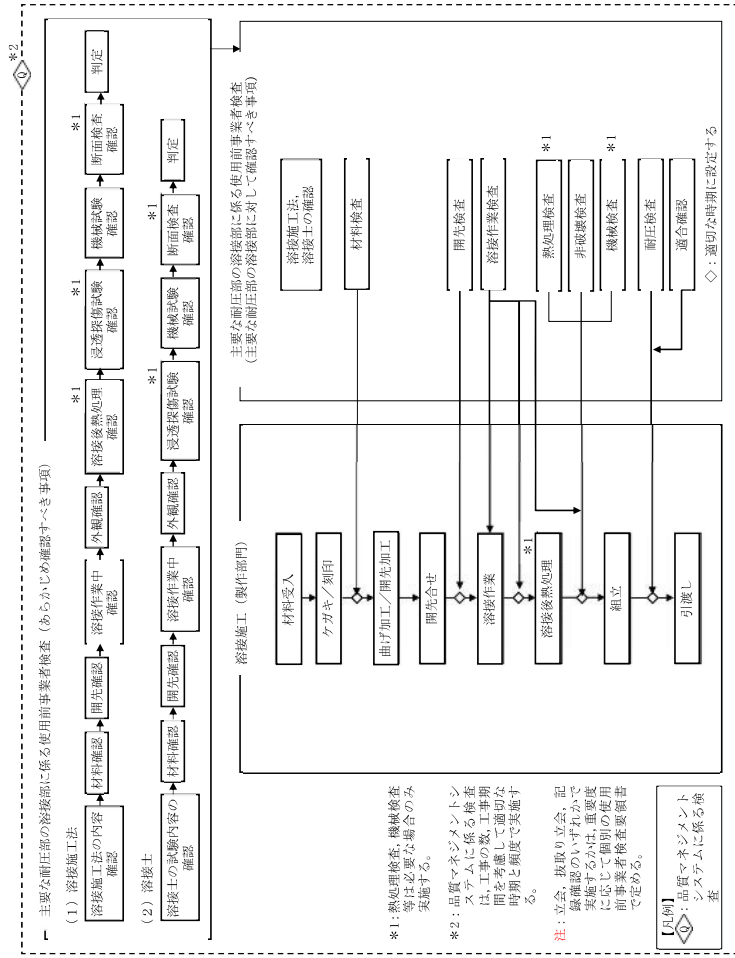 Q
*2
主要な耐圧部の溶接部に係る使用前事業者検査（あらかじめ確認すべき事項）
（1）溶接施工法
溶接施工法の内容
確認
材料確認
開先確認
溶接作業中
確認
外観確認
*1
溶接後熱処理
確認
*1
浸透探傷試験
確認
機械試験
確認
*1
断面検査
確認
判定
（2）溶接士
溶接士の試験内容の
確認
材料確認
開先確認
溶接作業中
確認
外観確認
*1
浸透探傷試験
確認
機械試験
確認
*1
断面検査
確認
判定
主要な耐圧部の溶接部に係る使用前事業者検査
（主要な耐圧部の溶接部に対して確認すべき事項）
溶接施工法,
溶接士の確認
材料検査
開先検査
溶接作業検査
熱処理検査
*1
非破壊検査
機械検査
*1
耐圧検査
適合確認
◇：適切な時期に設定する
溶接施工（製作部門）
材料受入
ケガキ／刻印
曲げ加工／開先加工
開先合せ
溶接作業
*1
溶接後熱処理
組立
引渡し
*1：熱処理検査, 機械検査
等は必要な場合のみ
実施する。
*2：品質マネジメントシ
ステムに係る検査
は, 工事の数, 工事期
間を考慮して適切な
時期と頻度で実施す
る。
注：立会, 抜取り立会, 記
録確認のいずれかで
実施するかは, 重要度
に応じて個別の使用
前事業者検査要領書
で定める。
【凡例】
Q：品質マネジメント
システムに係る検
査